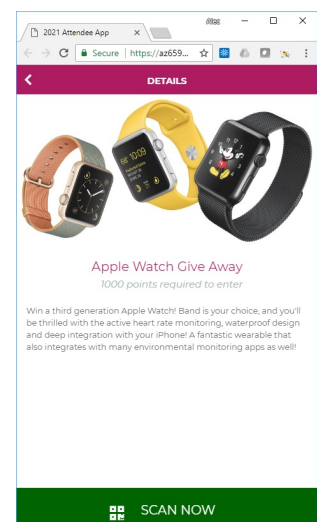 2021 Attendee App
Secure
https://az659...
DETAILS
10:09
Apple Watch Give Away
1000 points required to enter
Win a third generation Apple Watch! Band is your choice, and you'll
be thrilled with the active heart rate monitoring, waterproof design
and deep integration with your iPhone! A fantastic wearable that
also integrates with many environmental monitoring apps as well!
SCAN NOW